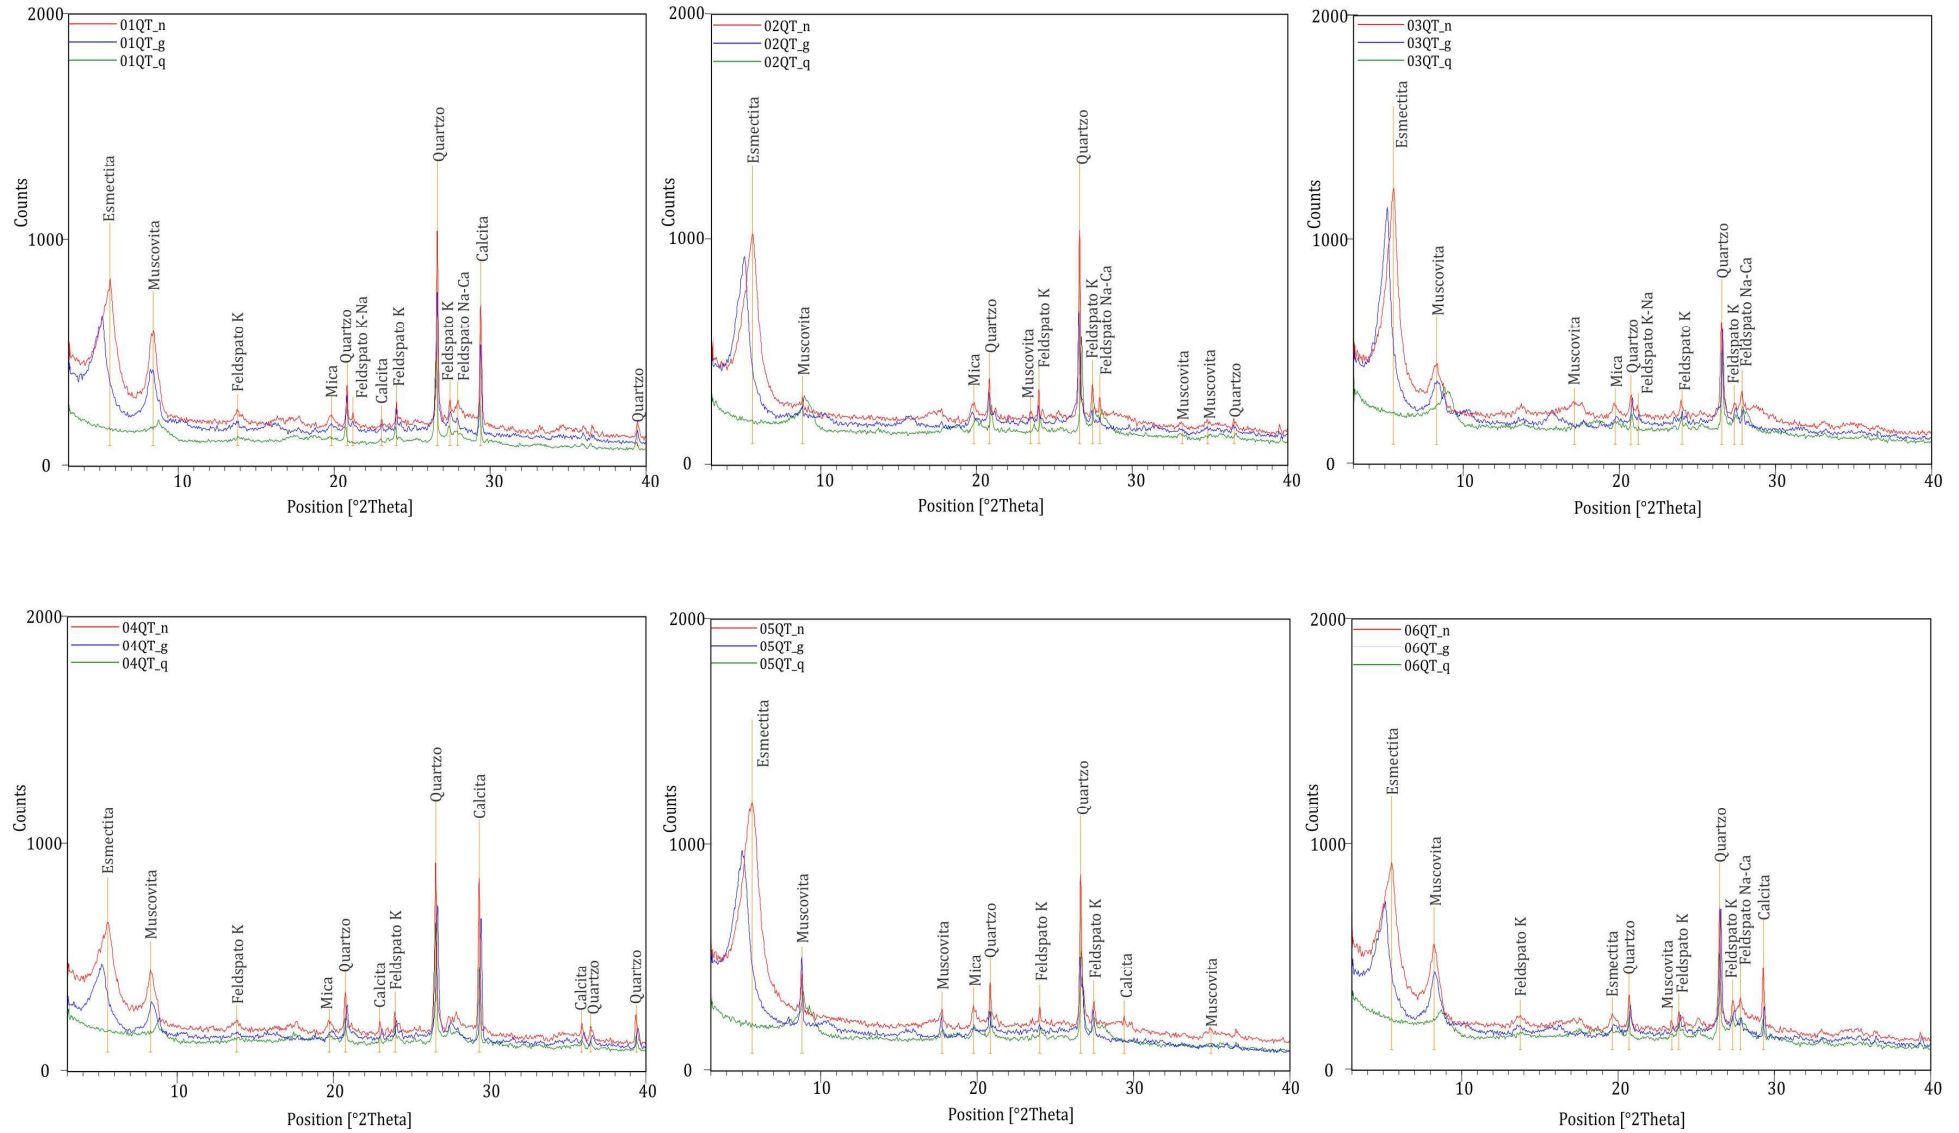 2000
01QT_n
01QT_g
01QT_q
Esmectita
Muscovita
Feldspato K
Mica
Quartzo
Feldspato K-Na
Calcita
Feldspato K
Quartzo
Feldspato K
Feldspato Na-Ca
Calcita
Quartzo
Counts
1000
0
10
20
30
40
Position [°2Theta]
2000
02QT_n
02QT_g
02QT_q
Esmectita
Muscovita
Mica
Quartzo
Muscovita
Feldspato K
Quartzo
Feldspato K
Feldspato Na-Ca
Muscovita
Muscovita
Quartzo
Counts
1000
0
10
20
30
40
Position [°2Theta]
2000
03QT_n
03QT_g
03QT_q
Esmectita
Muscovita
Muscovita
Mica
Quartzo
Feldspato K-Na
Feldspato K
Quartzo
Feldspato K
Feldspato Na-Ca
Counts
1000
0
10
20
30
40
Position [°2Theta]
2000
04QT_n
04QT_g
04QT_q
Esmectita
Muscovita
Feldspato K
Mica
Quartzo
Calcita
Feldspato K
Quartzo
Calcita
Calcita
Quartzo
Quartzo
Counts
1000
0
10
20
30
40
Position [°2Theta]
2000
05QT_n
05QT_g
05QT_q
Esmectita
Muscovita
Muscovita
Mica
Quartzo
Feldspato K
Quartzo
Feldspato K
Calcita
Muscovita
Counts
1000
0
10
20
30
40
Position [°2Theta]
2000
06QT_n
06QT_g
06QT_q
Esmectita
Muscovita
Feldspato K
Esmectita
Quartzo
Muscovita
Feldspato K
Quartzo
Feldspato K
Feldspato Na-Ca
Calcita
Counts
1000
0
10
20
30
40
Position [°2Theta]